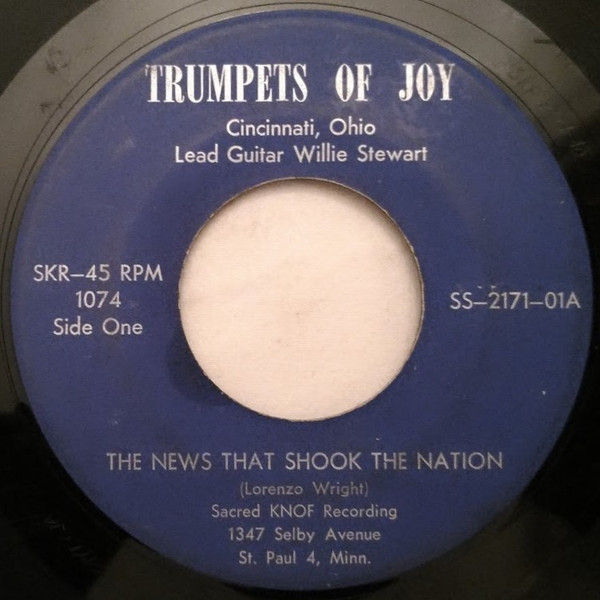 TRUMPETS OF JOY
Cincinnati, Ohio
Lead Guitar Willie Stewart
SKR-45 RPM
1074
Side One
SS-2171-01A
THE NEWS THAT SHOOK THE NATION
(Lorenzo Wright)
Sacred KNOF Recording
1347 Selby Avenue
St. Paul 4, Minn.